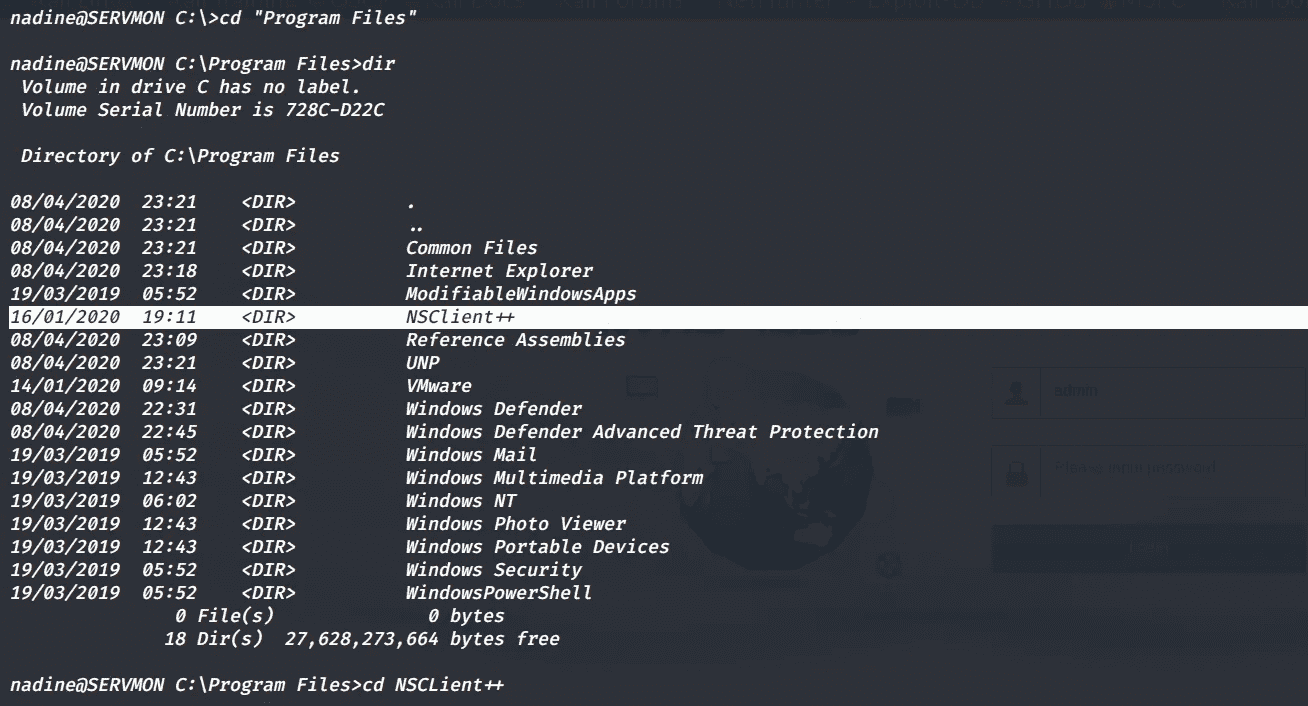 nadine@SERVMON C:\>cd "Program Files"
nadine@SERVMON C:\Program Files>dir
 Volume in drive C has no label.
 Volume Serial Number is 728C-D22C
 Directory of C:\Program Files
08/04/2020  23:21    <DIR>          .
08/04/2020  23:21    <DIR>          ..
08/04/2020  23:21    <DIR>          Common Files
08/04/2020  23:18    <DIR>          Internet Explorer
19/03/2019  05:52    <DIR>          ModifiableWindowsApps
16/01/2020  19:11    <DIR>          NSClient++
08/04/2020  23:09    <DIR>          Reference Assemblies
08/04/2020  23:21    <DIR>          UNP
14/01/2020  09:14    <DIR>          VMware
08/04/2020  22:31    <DIR>          Windows Defender
08/04/2020  22:45    <DIR>          Windows Defender Advanced Threat Protection
19/03/2019  05:52    <DIR>          Windows Mail
19/03/2019  12:43    <DIR>          Windows Multimedia Platform
19/03/2019  06:02    <DIR>          Windows NT
19/03/2019  12:43    <DIR>          Windows Photo Viewer
19/03/2019  12:43    <DIR>          Windows Portable Devices
19/03/2019  05:52    <DIR>          Windows Security
19/03/2019  05:52    <DIR>          WindowsPowerShell
               0 File(s)              0 bytes
              18 Dir(s)  27,628,273,664 bytes free
nadine@SERVMON C:\Program Files>cd NSCLient++
admin